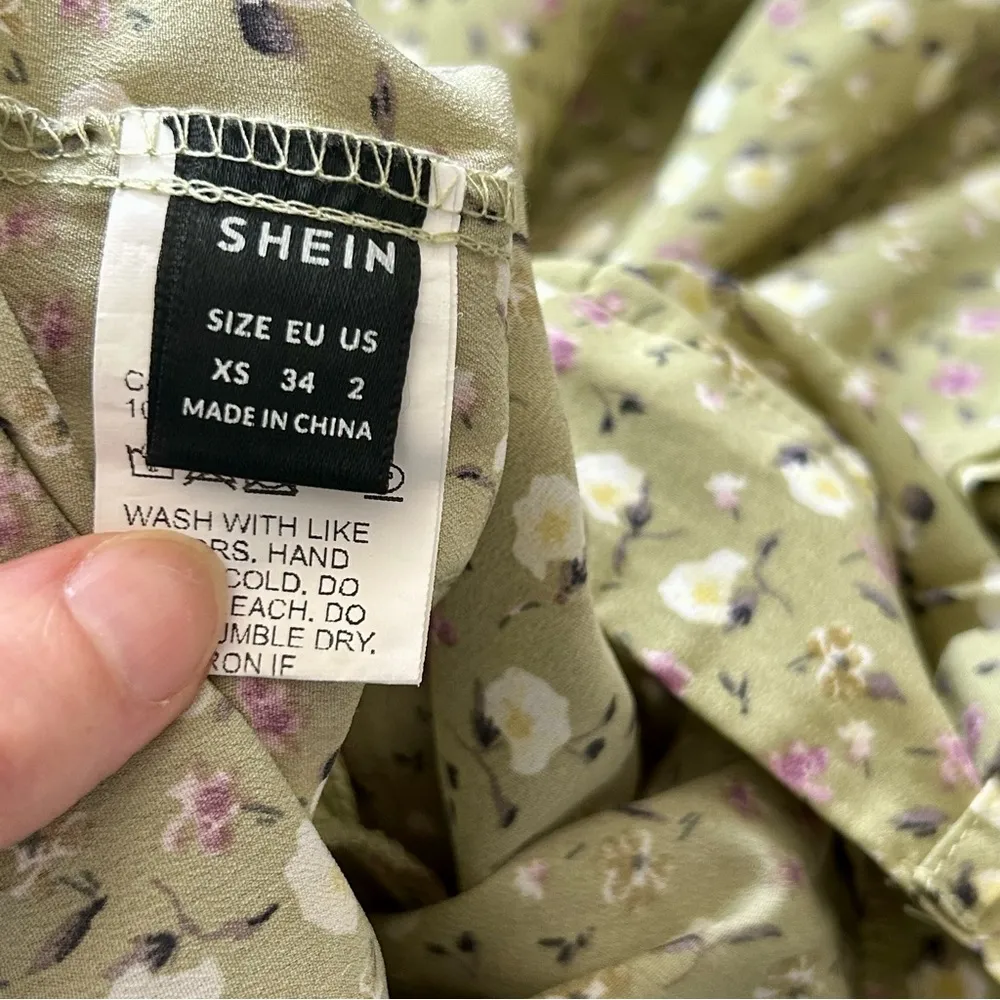 SHEIN
SIZE EU US
XS 34 2
MADE IN CHINA
WASH WITH LIKE
RS. HAND
COLD. DO
EACH. DO
UMBLE DRY.
RON IF